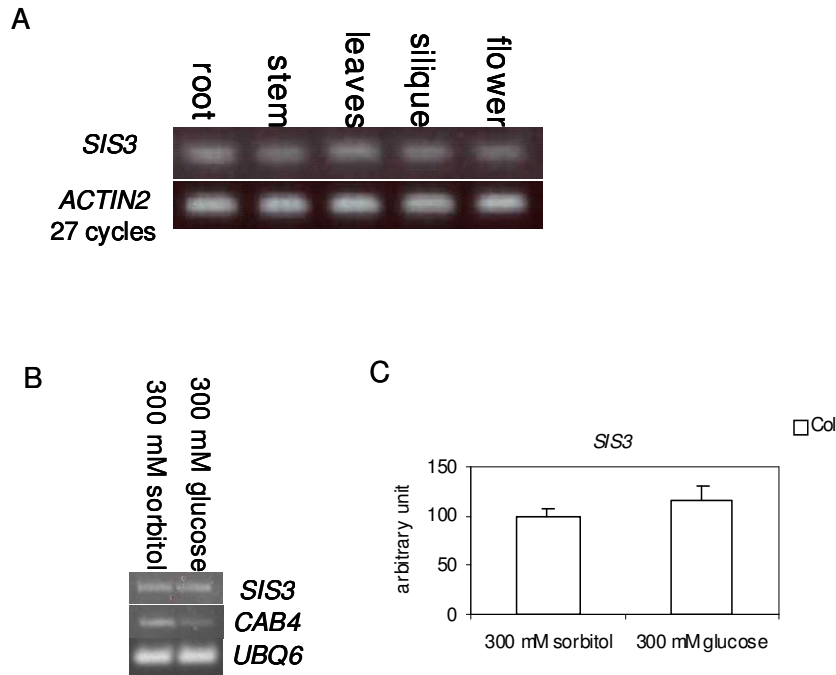 A
root
stem
leaves
silique
flower
SIS3
ACTIN2
27 cycles
B
300 mM sorbitol
300 mM glucose
SIS3
CAB4
UBQ6
C
Col
SIS3
arbitrary unit
150
100
50
0
300 mM sorbitol
300 mM glucose